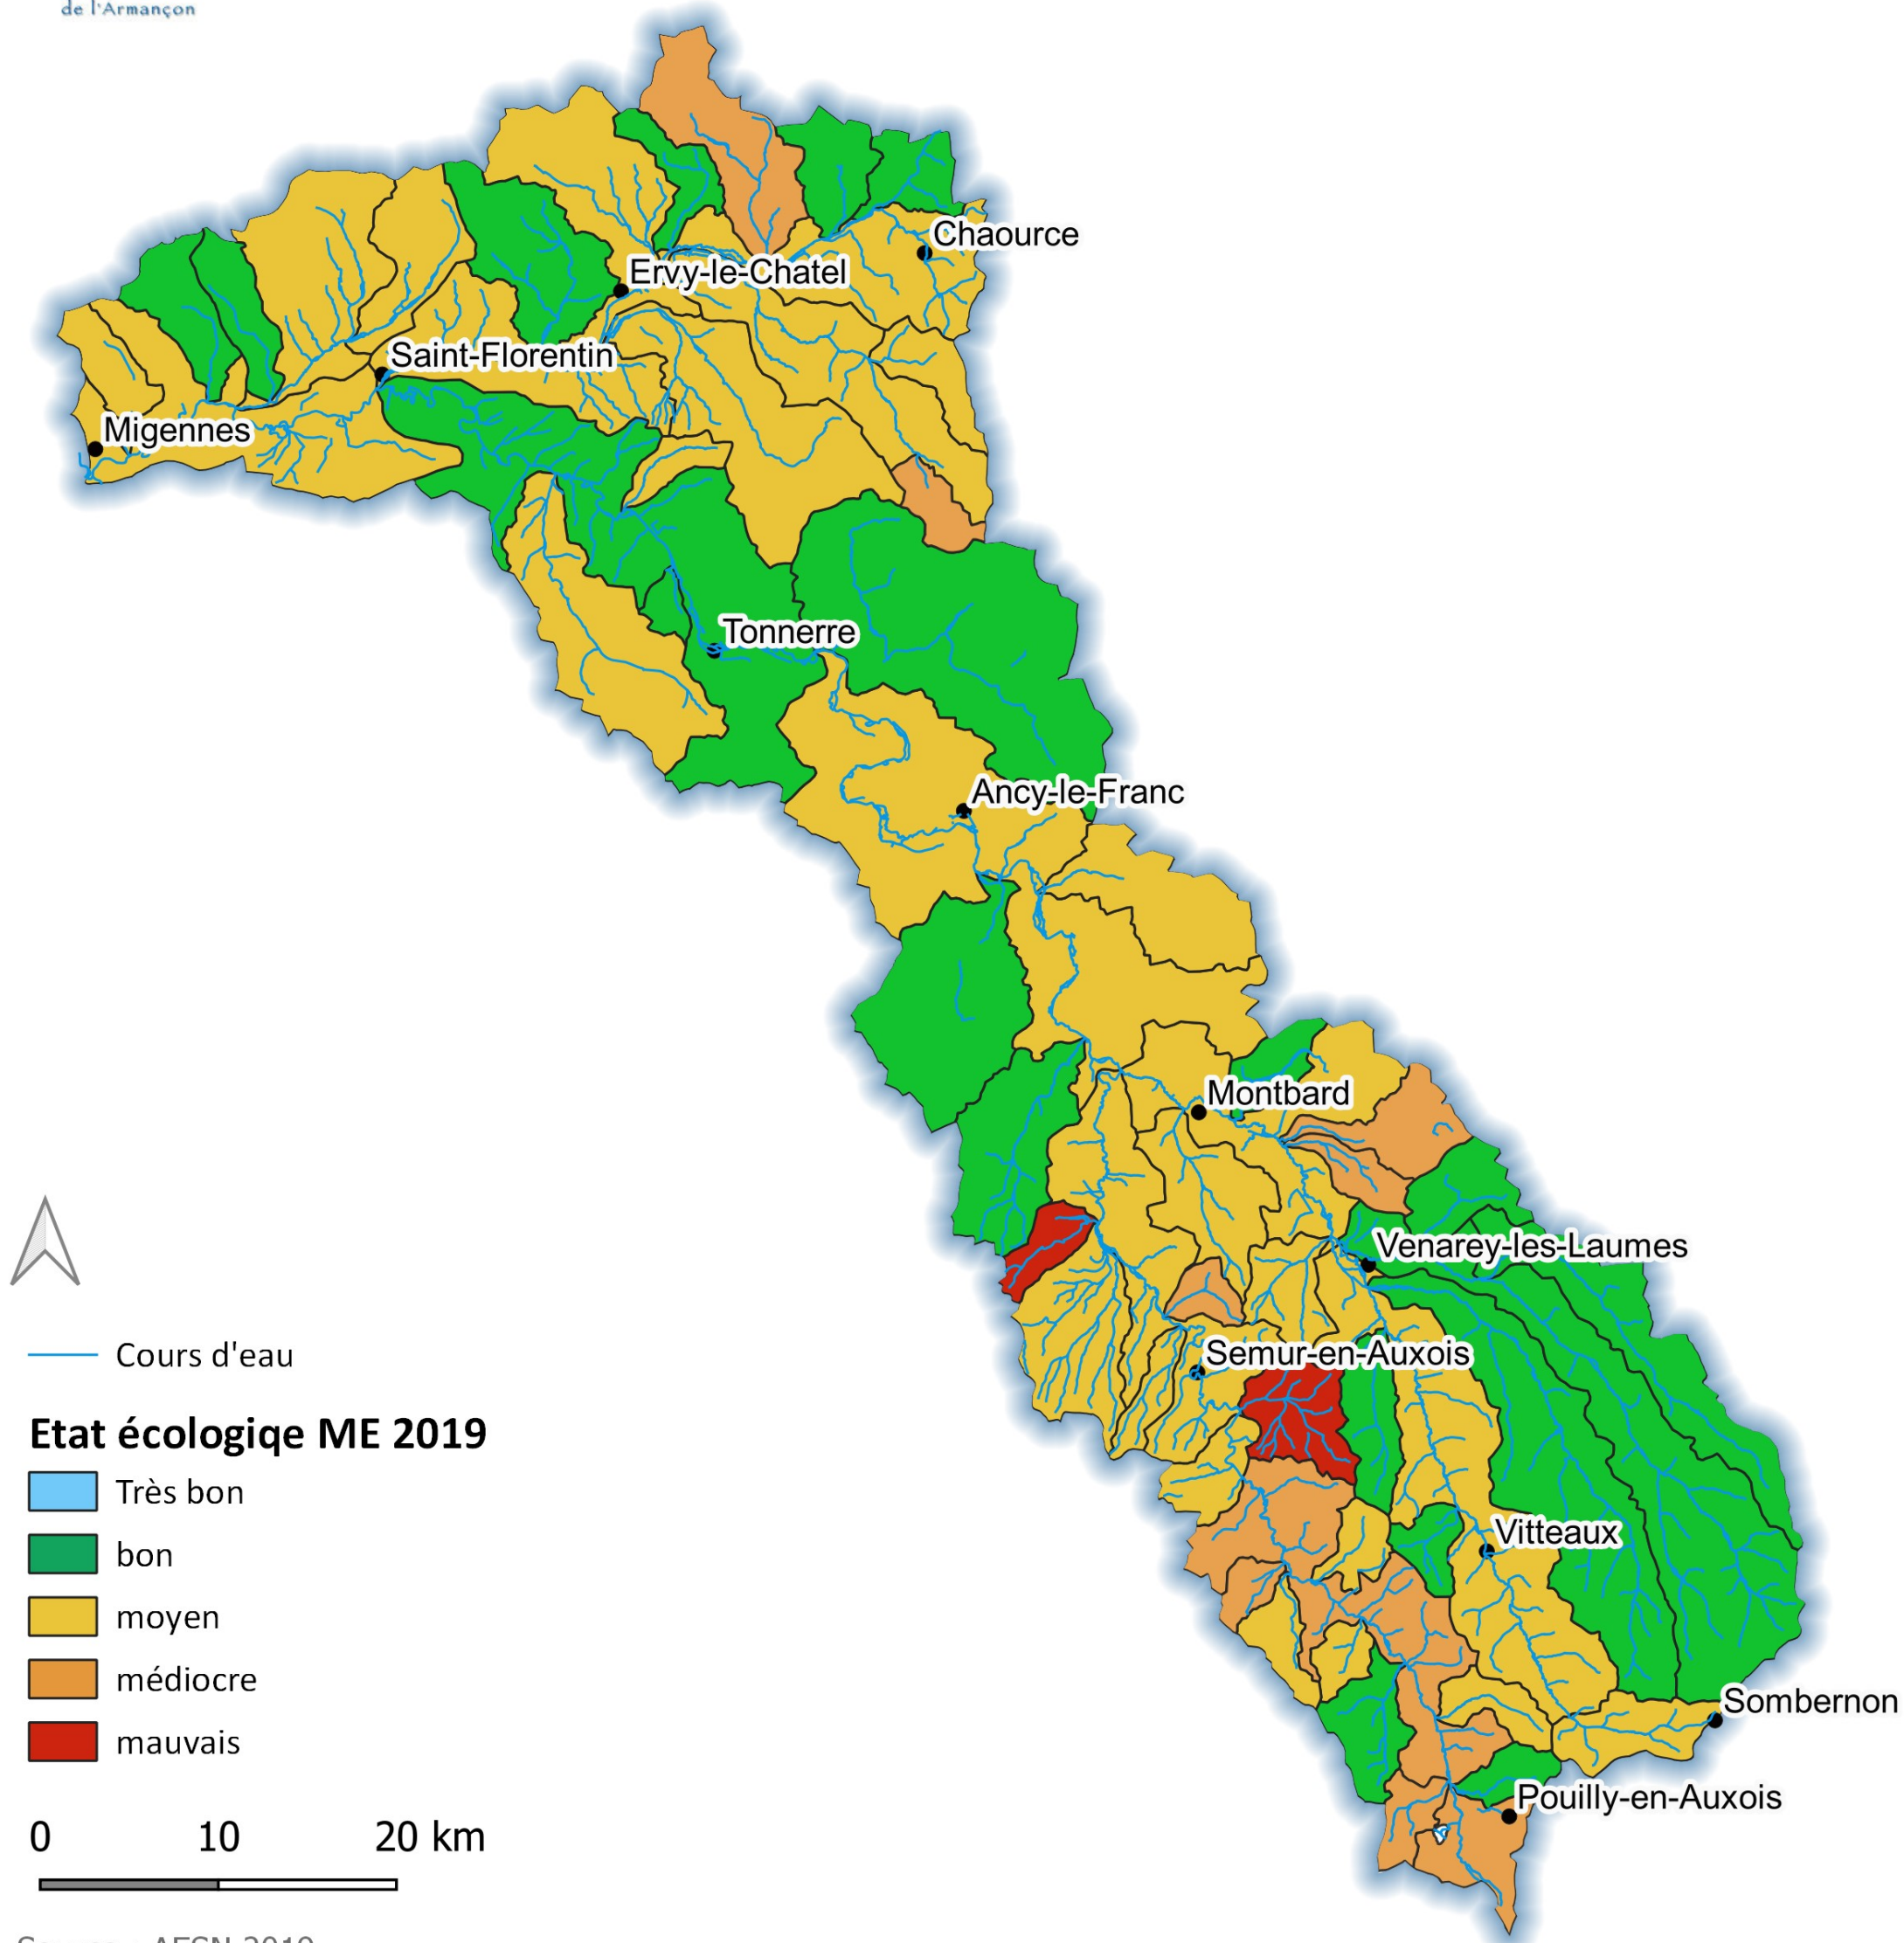 de l'Armançon
Chaource
Ervy-le-Chatel
Saint-Florentin
Migennes
Tonnerre
Ancy-le-Franc
Montbard
Venarey-les-Laumes
Semur-en-Auxois
Vitteaux
Sombernon
Pouilly-en-Auxois
Cours d'eau
Etat écologiqe ME 2019
Très bon
bon
moyen
médiocre
mauvais
0 10 20 km
AESN 2019